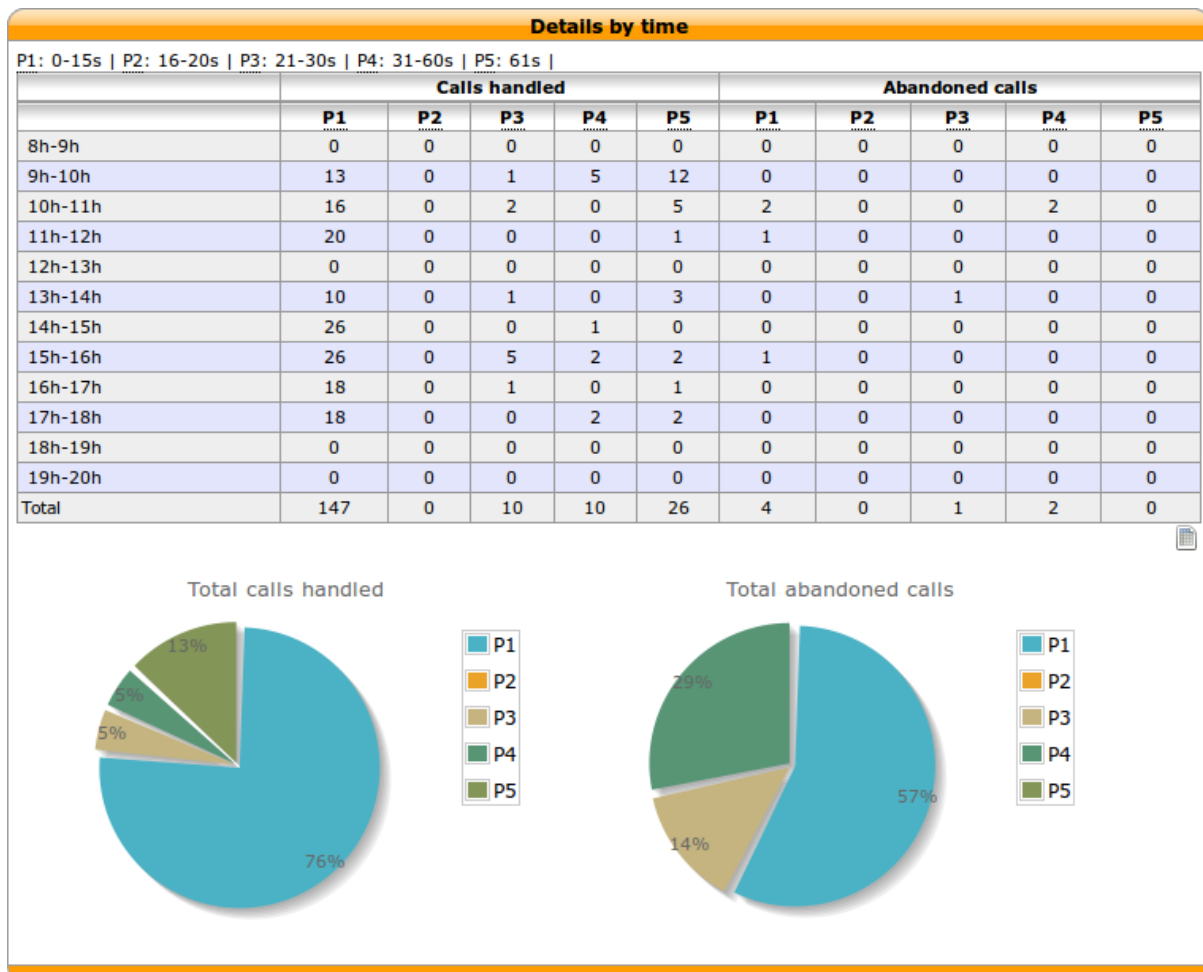 Details by time
P1: 0-15s | P2: 16-20s | P3: 21-30s | P4: 31-60s | P5: 61s |
Calls handled Abandoned calls
P1 P2 P3 P4 P5 P1 P2 P3 P4 P5
8h-9h 0 0 0 0 0 0 0 0 0 0
9h-10h 13 0 1 5 12 0 0 0 0 0
10h-11h 16 0 2 0 5 2 0 0 2 0
11h-12h 20 0 0 0 1 1 0 0 0 0
12h-13h 0 0 0 0 0 0 0 0 0 0
13h-14h 10 0 1 0 3 0 0 1 0 0
14h-15h 26 0 0 1 0 0 0 0 0 0
15h-16h 26 0 5 2 2 1 0 0 0 0
16h-17h 18 0 1 0 1 0 0 0 0 0
17h-18h 18 0 0 2 2 0 0 0 0 0
18h-19h 0 0 0 0 0 0 0 0 0 0
19h-20h 0 0 0 0 0 0 0 0 0 0
Total 147 0 10 10 26 4 0 1 2 0
Total calls handled
13%
5%
5%
76%
P1
P2
P3
P4
P5
Total abandoned calls
29%
57%
14%
P1
P2
P3
P4
P5